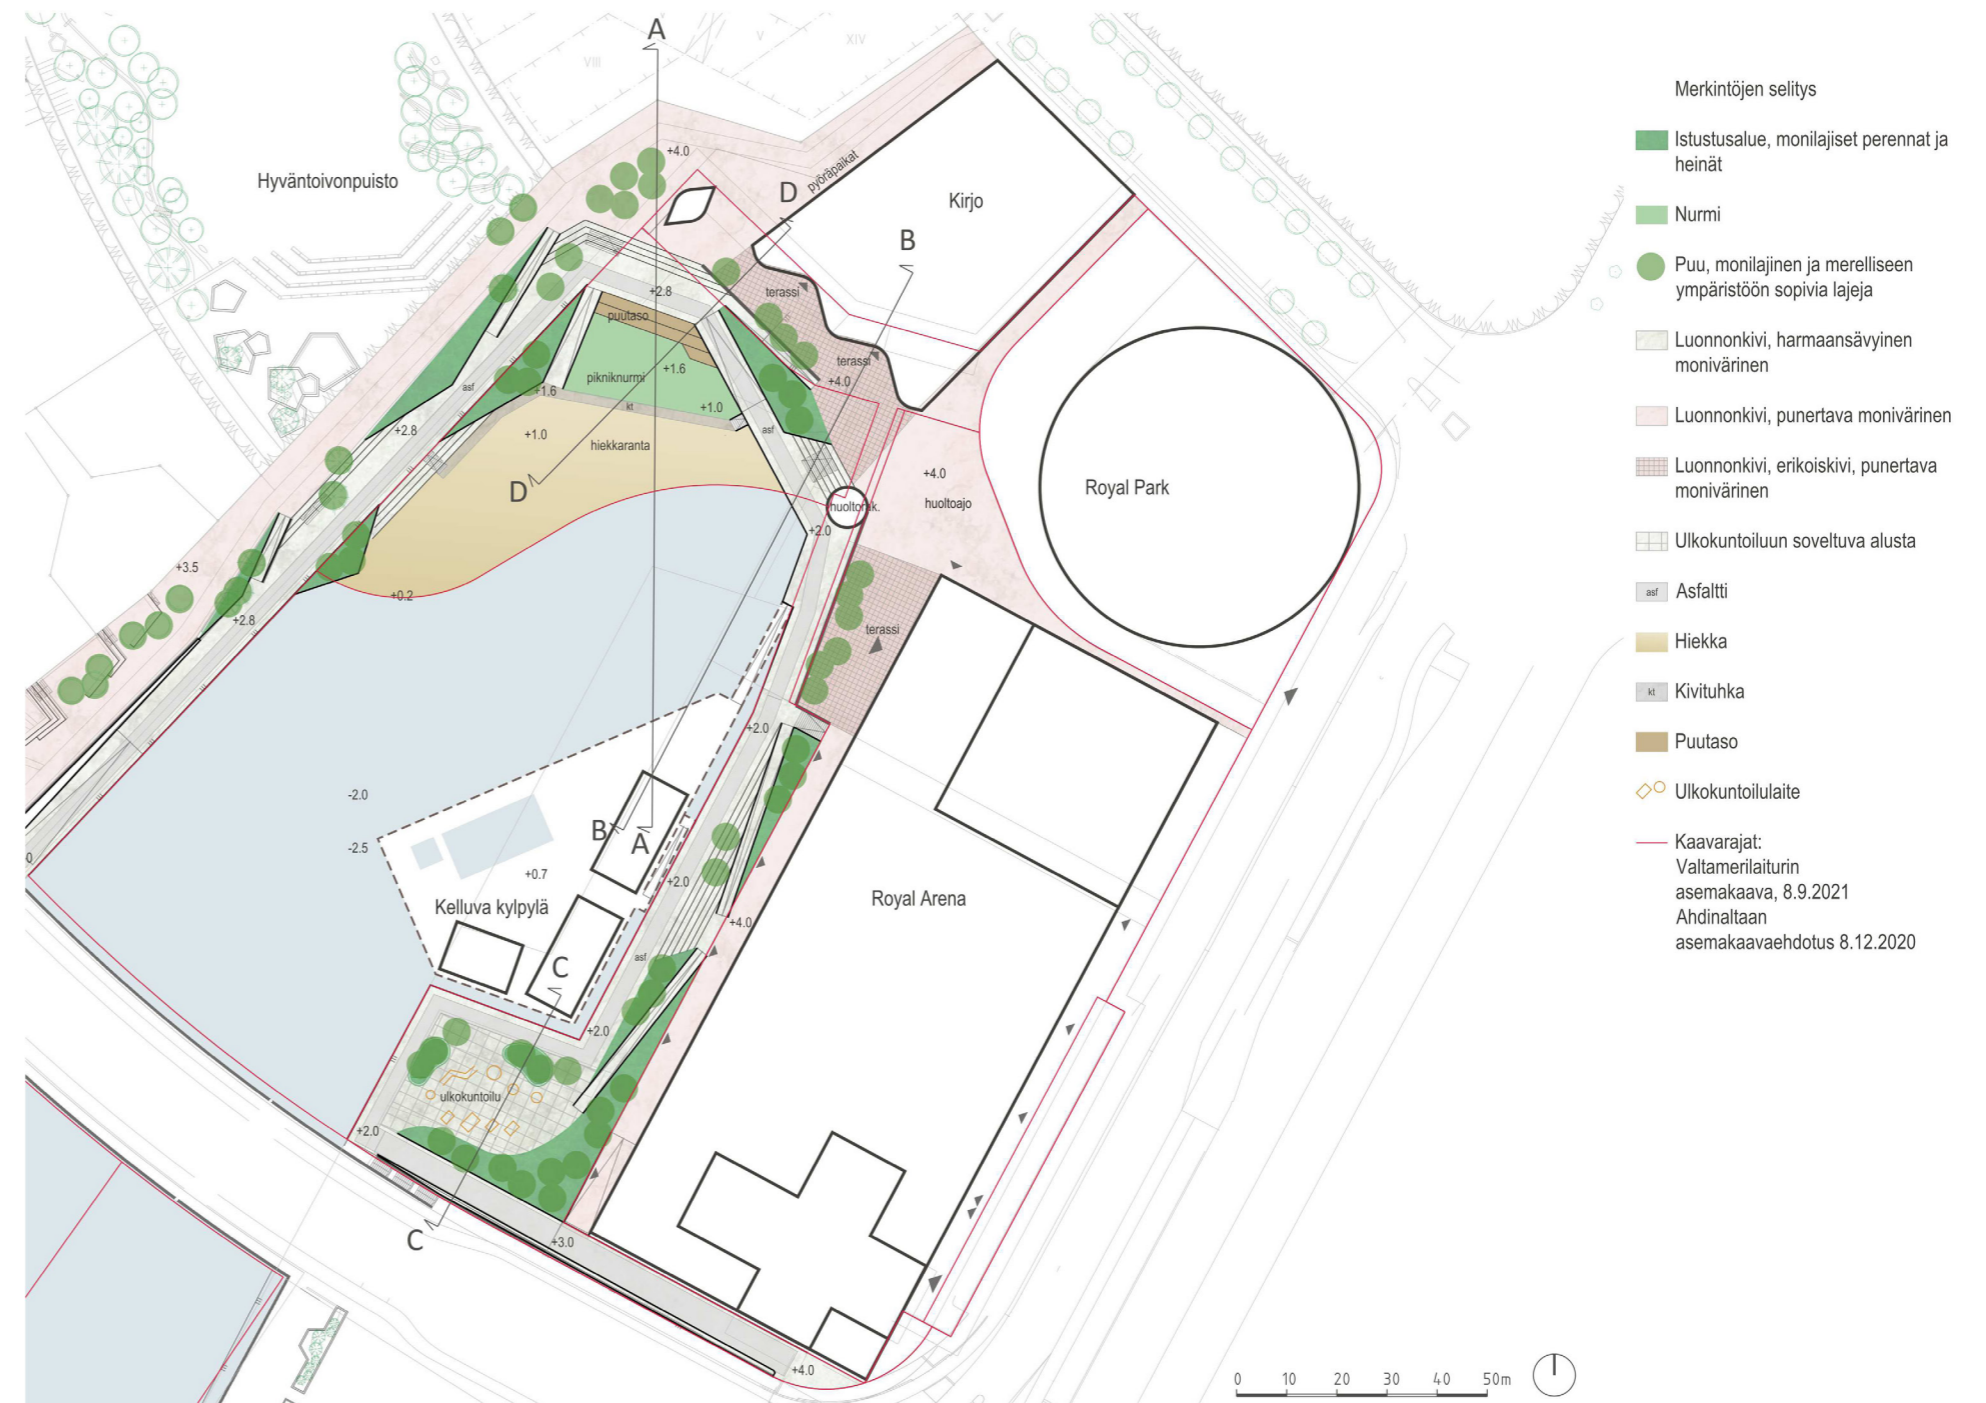 A
VIII
V
XIV
Hyväntoivonpuisto
+4.0
pyöräpaikat
D
Kirjo
B
terassi
+2.8
puutaso
terassi
+4.0
+1.6
pikniknurmi
asf
+1.6
kt
+1.0
asf
+2.8
+1.0
hiekkaranta
D
+4.0
huoltoajo
Royal Park
huoltorak.
+2.0
+3.5
+0.2
+2.8
terassi
+2.0
-2.0
B
A
-2.5
+0.7
+2.0
Kelluva kylpylä
Royal Arena
+4.0
asf
C
+2.0
ulkokuntoilu
+2.0
C
+3.0
+4.0
0 10 20 30 40 50m
Merkintöjen selitys
Istustusalue, monilajiset perennat ja
heinät
Nurmi
Puu, monilajinen ja merelliseen
ympäristöön sopivia lajeja
Luonnonkivi, harmaansävyinen
monivärinen
Luonnonkivi, punertava monivärinen
Luonnonkivi, erikoiskivi, punertava
monivärinen
Ulkokuntoiluun soveltuva alusta
asf Asfaltti
Hiekka
kt Kivituhka
Puutaso
Ulkokuntoilulaite
Kaavarajat:
Valtamerilaiturin
asemakaava, 8.9.2021
Ahdinaltaan
asemakaavaehdotus 8.12.2020